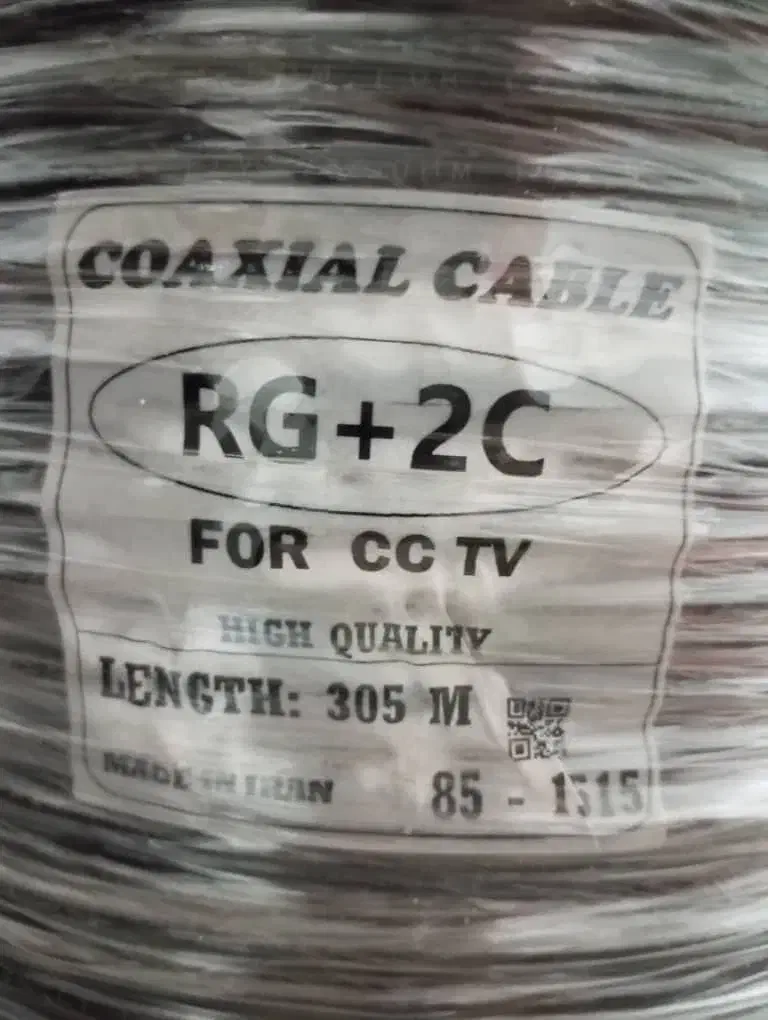 COAXIAL CABLE
RG+2C
FOR CC TV
HIGH QUALITY
LENGTH: 305 M
MADE IN IRAN 85 - 1515